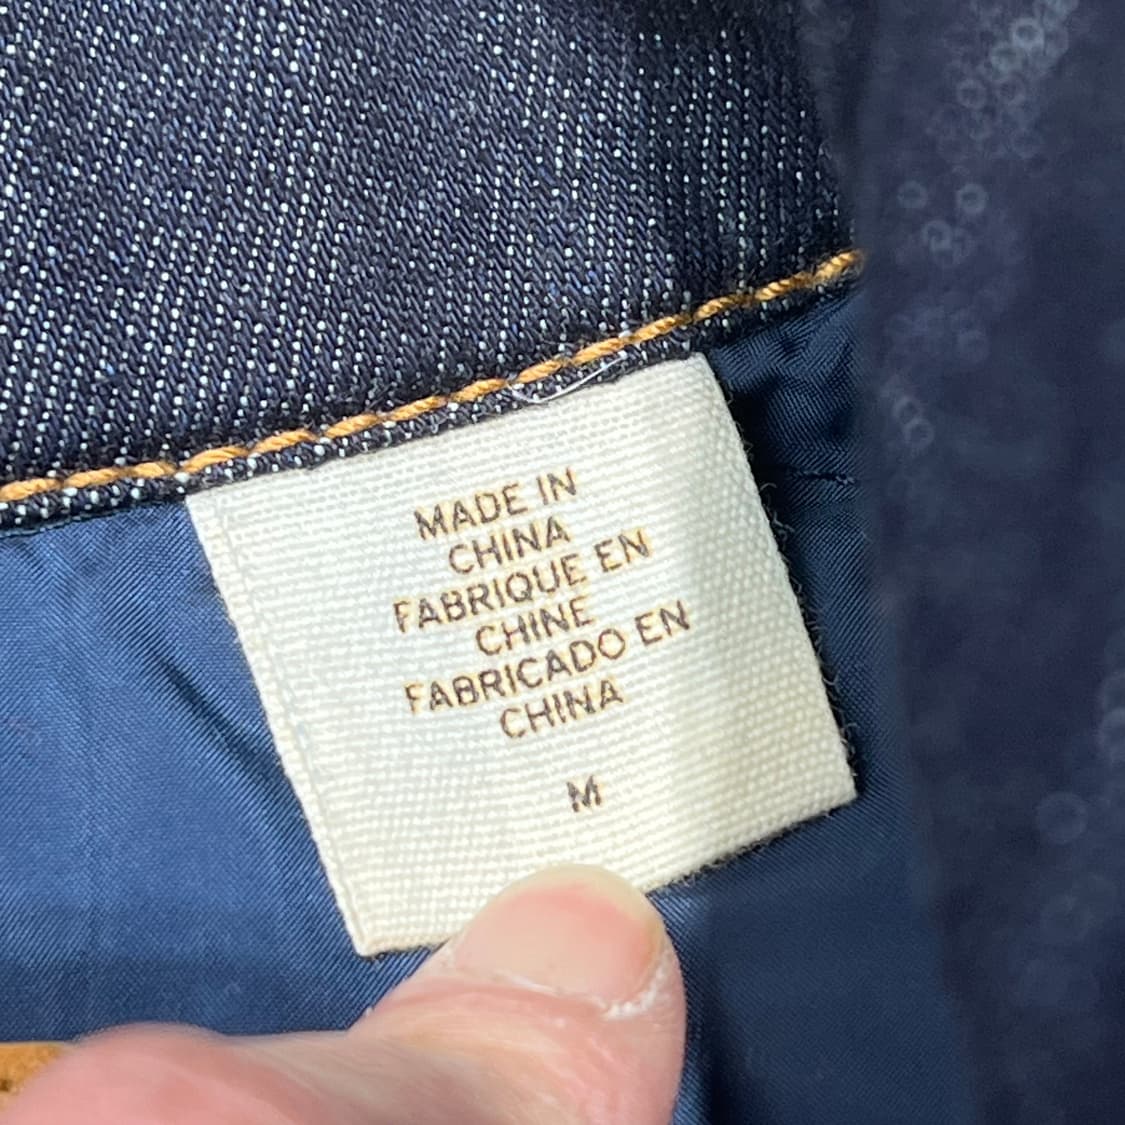 MADE IN
CHINA
FABRIQUE EN
CHINE
FABRICADO EN
CHINA
M